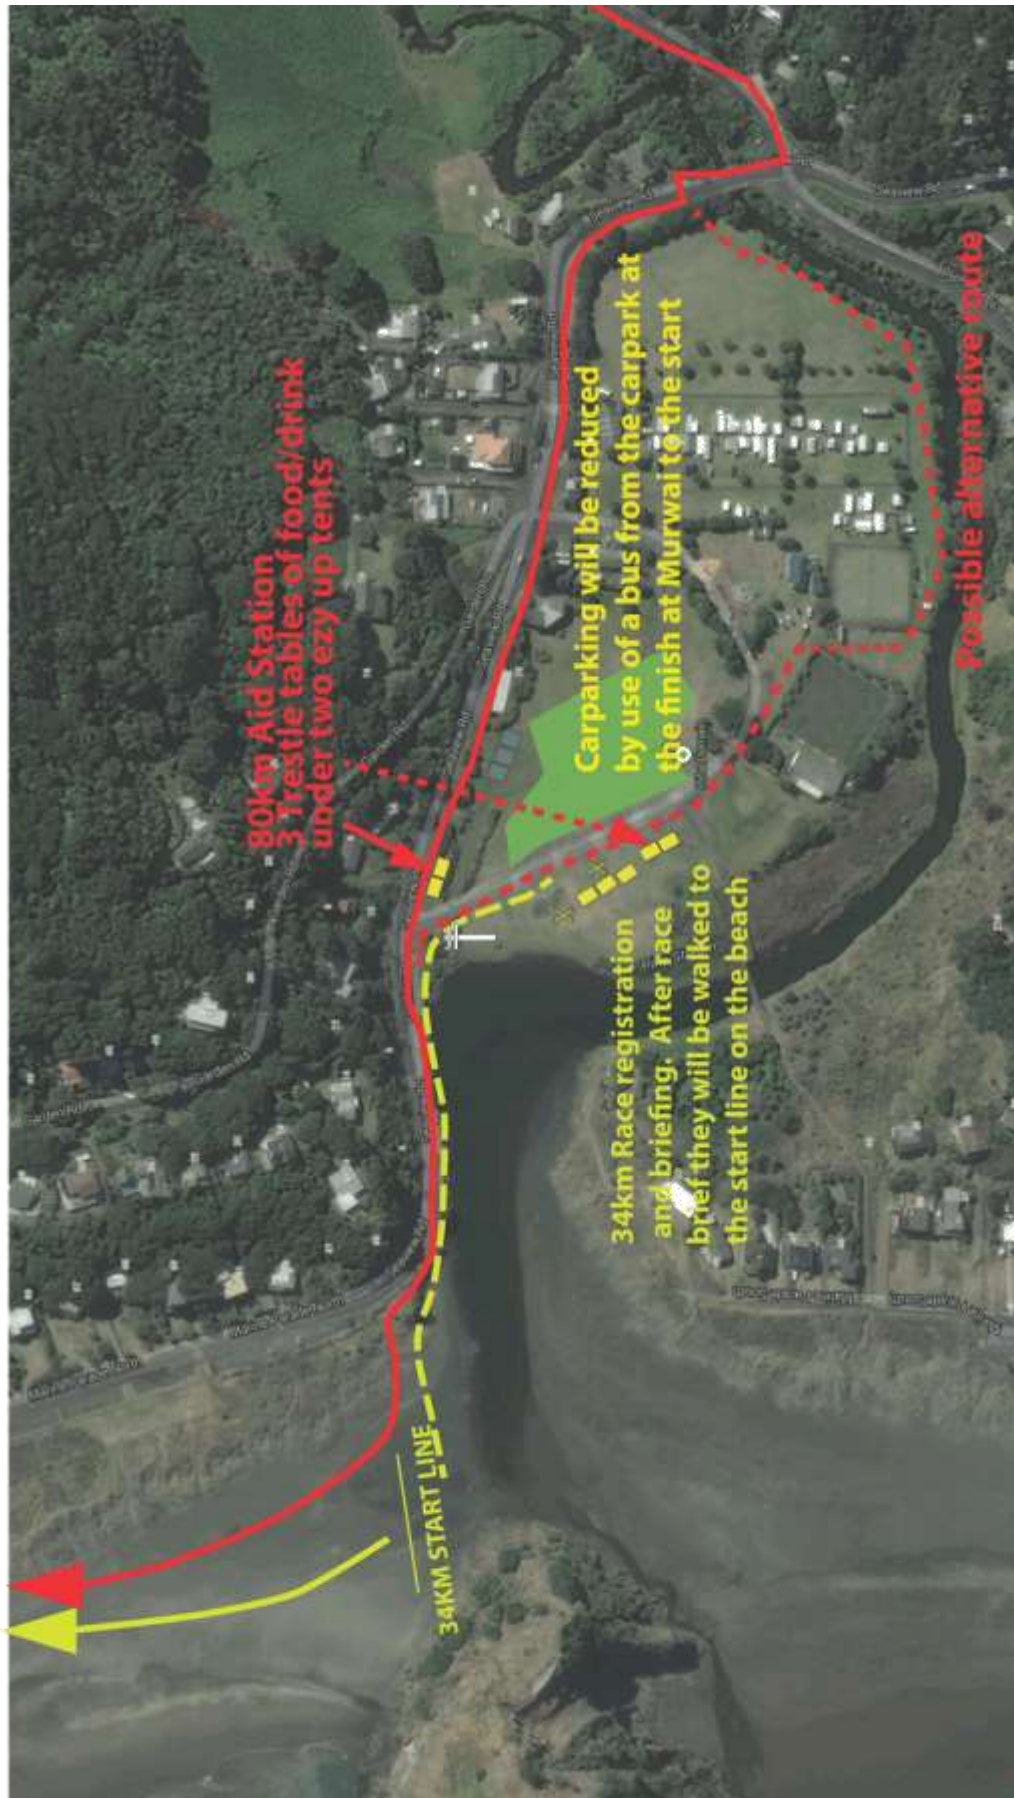 80km Aid Station
3 Trestle tables of food/drink
under two ezy up tents
Carparking will be reduced
by use of a bus from the carpark at
the finish at Murwai to the start
Possible alternative route
34km Race registration
and briefing. After race
brief they will be walked to
the start line on the beach
34KM START LINE